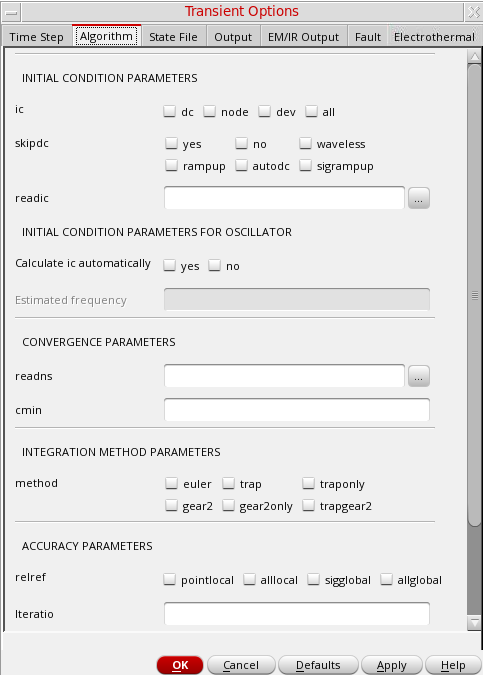 Transient Options
Time Step Algorithm State File Output EM/IR Output Fault Electrothermal
INITIAL CONDITION PARAMETERS
ic dc node dev all
skipdc yes no waveless
rampup autodc sigrampup
readic ...
INITIAL CONDITION PARAMETERS FOR OSCILLATOR
Calculate ic automatically yes no
Estimated frequency
CONVERGENCE PARAMETERS
readns ...
cmin
INTEGRATION METHOD PARAMETERS
method euler trap traponly
gear2 gear2only trapgear2
ACCURACY PARAMETERS
relref pointlocal alllocal sigglobal allglobal
Iteratio
OK Cancel Defaults Apply Help